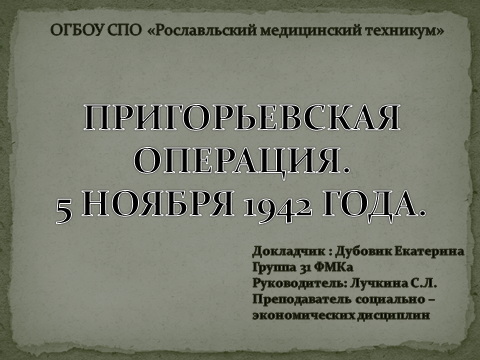 ОГБОУ СПО «Рославльский медицинский техникум»
ПРИГОРЬЕВСКАЯ
ОПЕРАЦИЯ.
5 НОЯБРЯ 1942 ГОДА.
Докладчик : Дубовик Екатерина
Группа 31 ФМКа
Руководитель: Лучкина С.Л.
Преподаватель социально –
экономических дисциплин